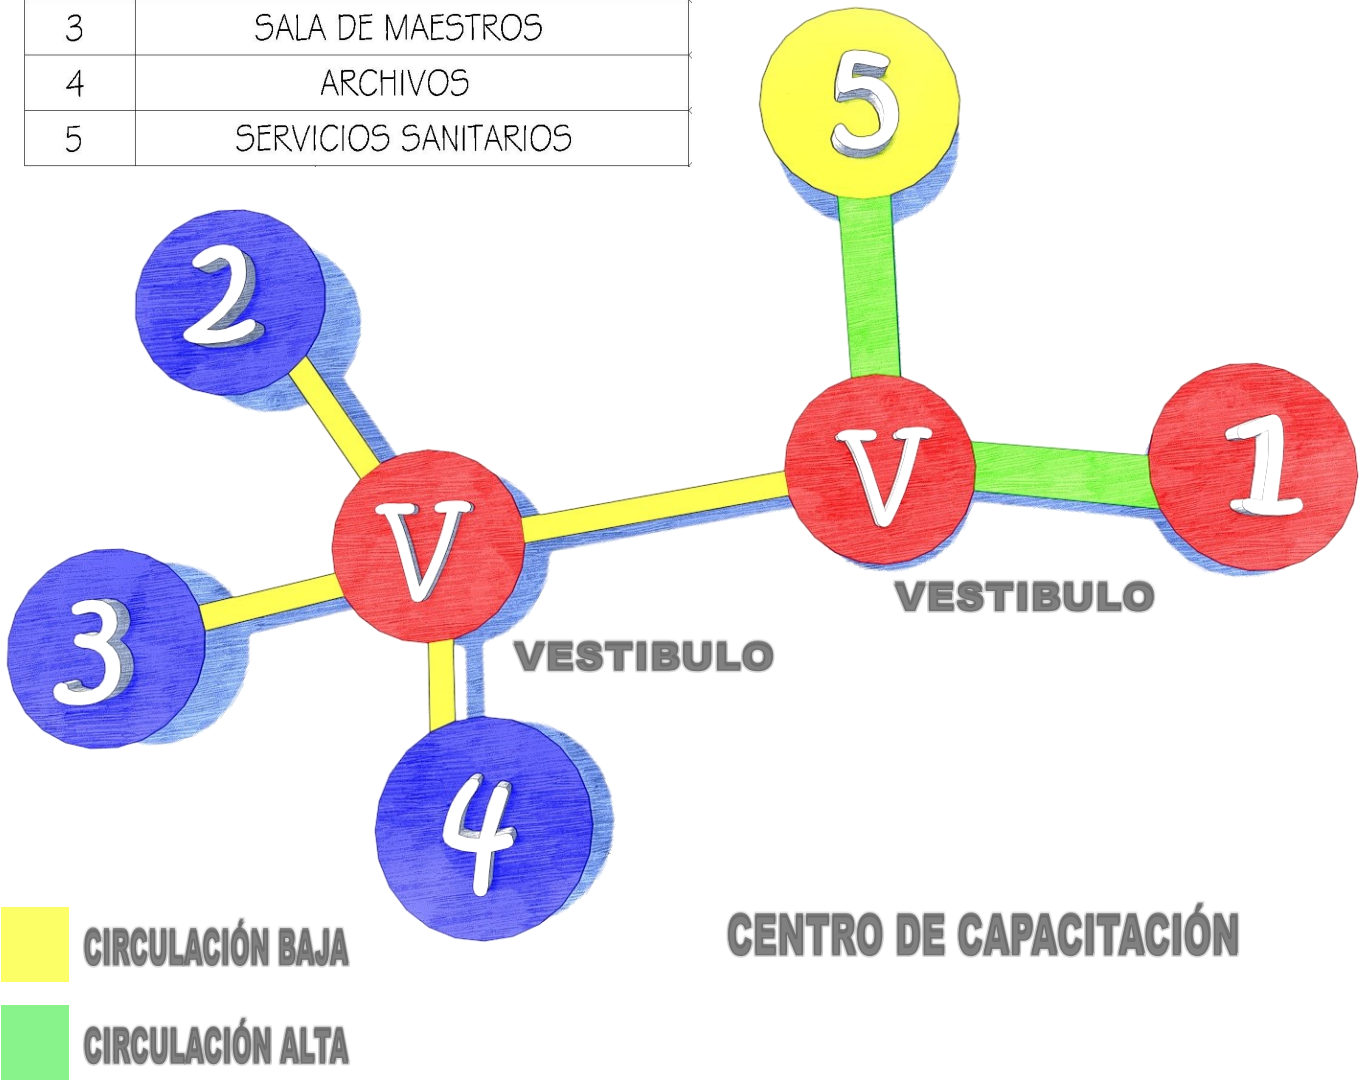 3 SALA DE MAESTROS
4 ARCHIVOS
5 SERVICIOS SANITARIOS
5
2
V
1
V
3
VESTIBULO
VESTIBULO
4
CENTRO DE CAPACITACIÓN
CIRCULACIÓN BAJA
CIRCULACIÓN ALTA